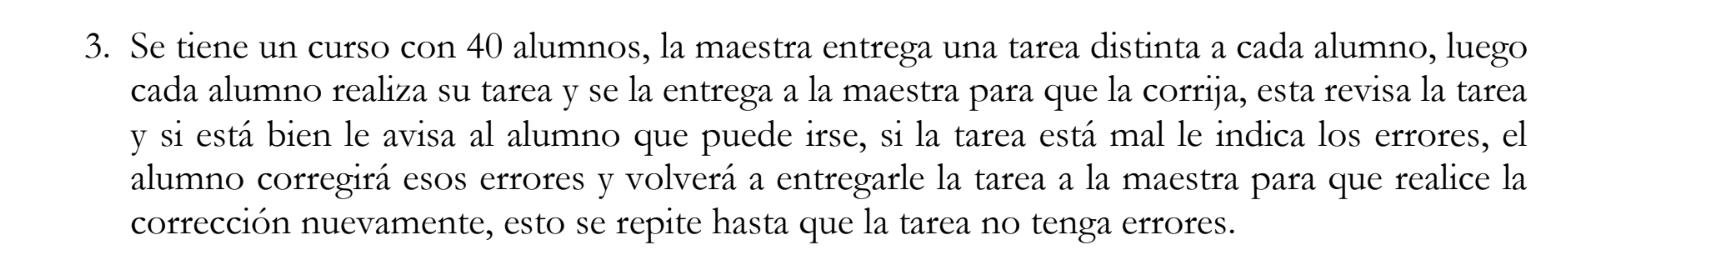 3. Se tiene un curso con 40 alumnos, la maestra entrega una tarea distinta a cada alumno, luego
cada alumno realiza su tarea y se la entrega a la maestra para que la corrija, esta revisa la tarea
y si está bien le avisa al alumno que puede irse, si la tarea está mal le indica los errores, el
alumno corregirá esos errores y volverá a entregarle la tarea a la maestra para que realice la
corrección nuevamente, esto se repite hasta que la tarea no tenga errores.